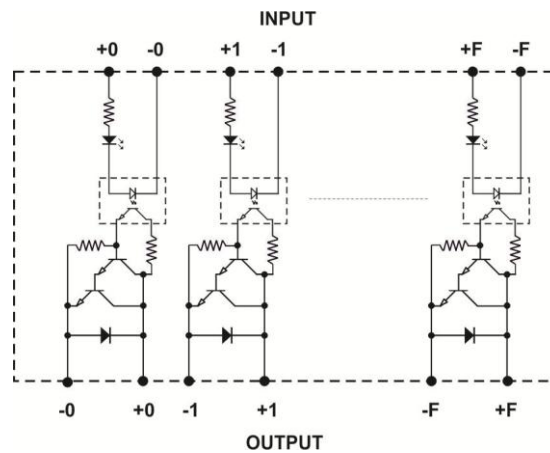 INPUT
+0 -0 +1 -1 +F -F
-0 +0 -1 +1 -F +F
OUTPUT